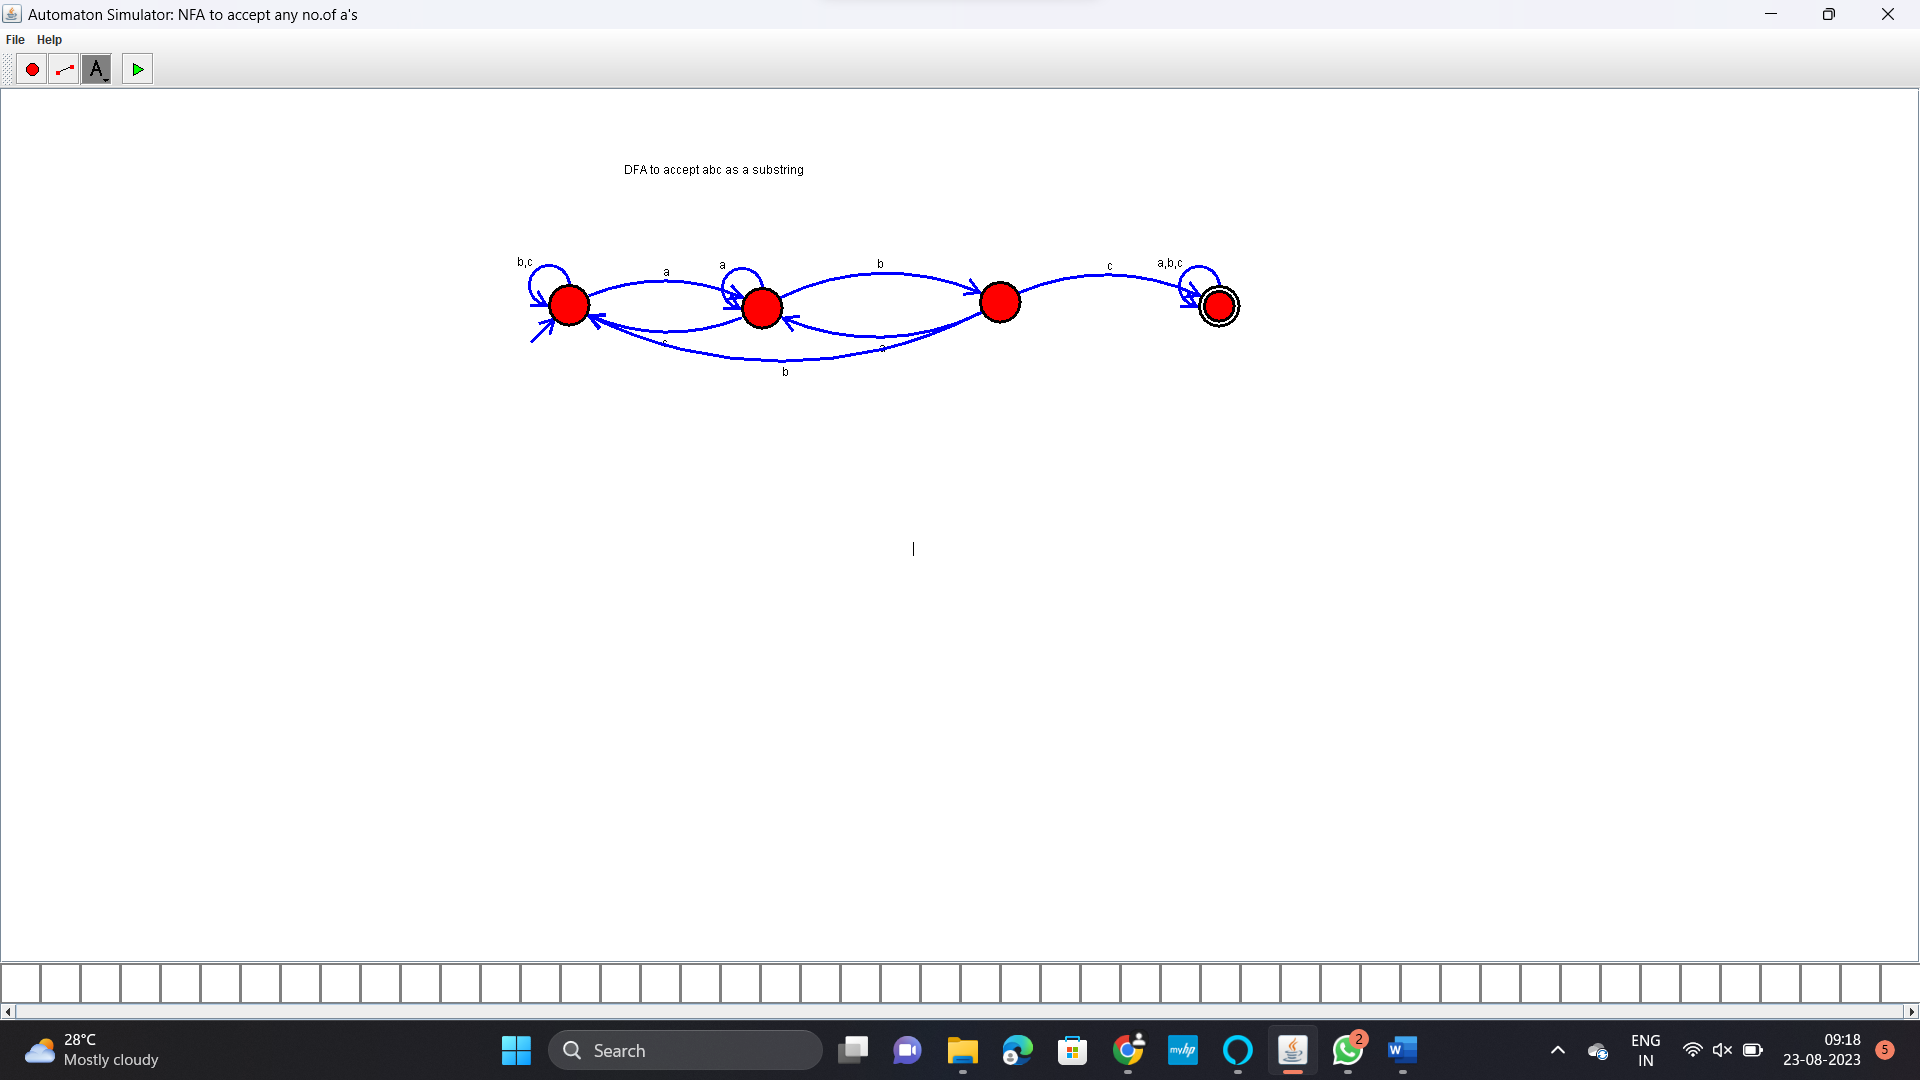 Automaton Simulator: NFA to accept any no.of a's
File Help
A
DFA to accept abc as a substring
b,c
a
a
b
c
a,b,c
c
a
b
28°C
Mostly cloudy
Search
myhp
2
W
ENG
IN
09:18
23-08-2023
5